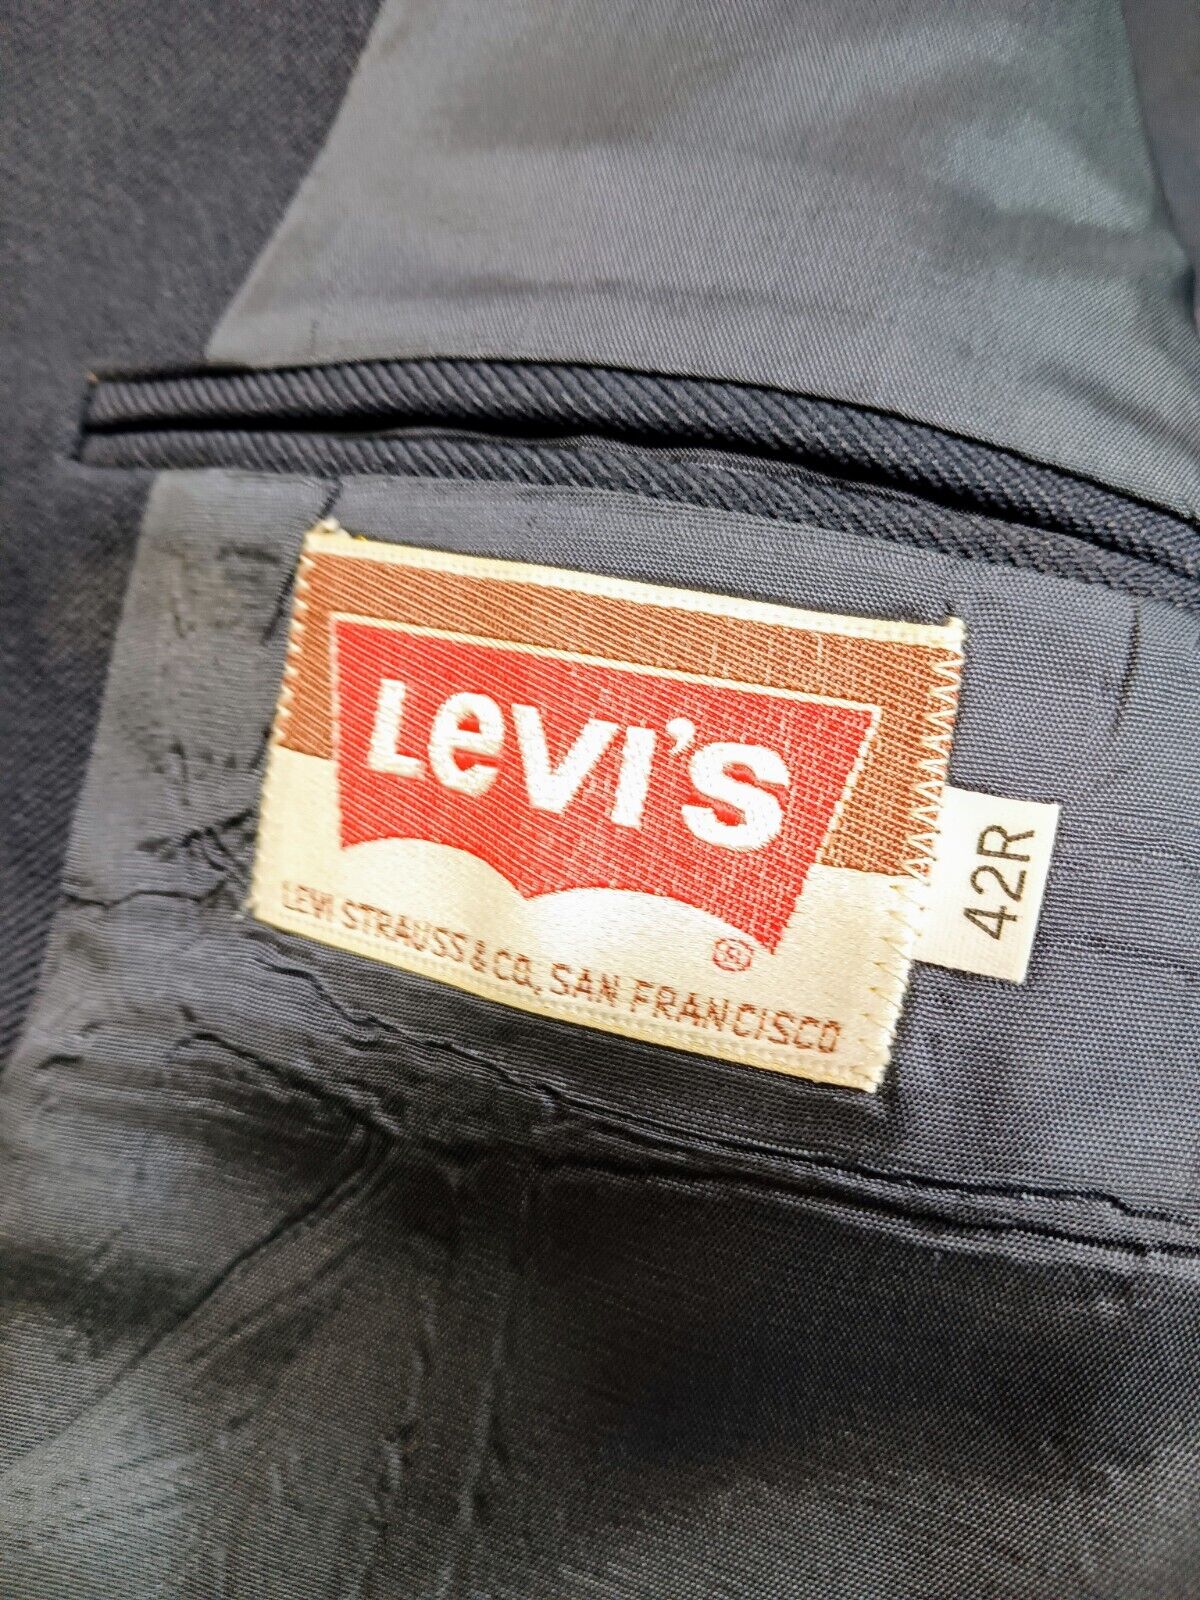 LeVI'S
®
LEVI STRAUSS & CO, SAN FRANCISCO
42R